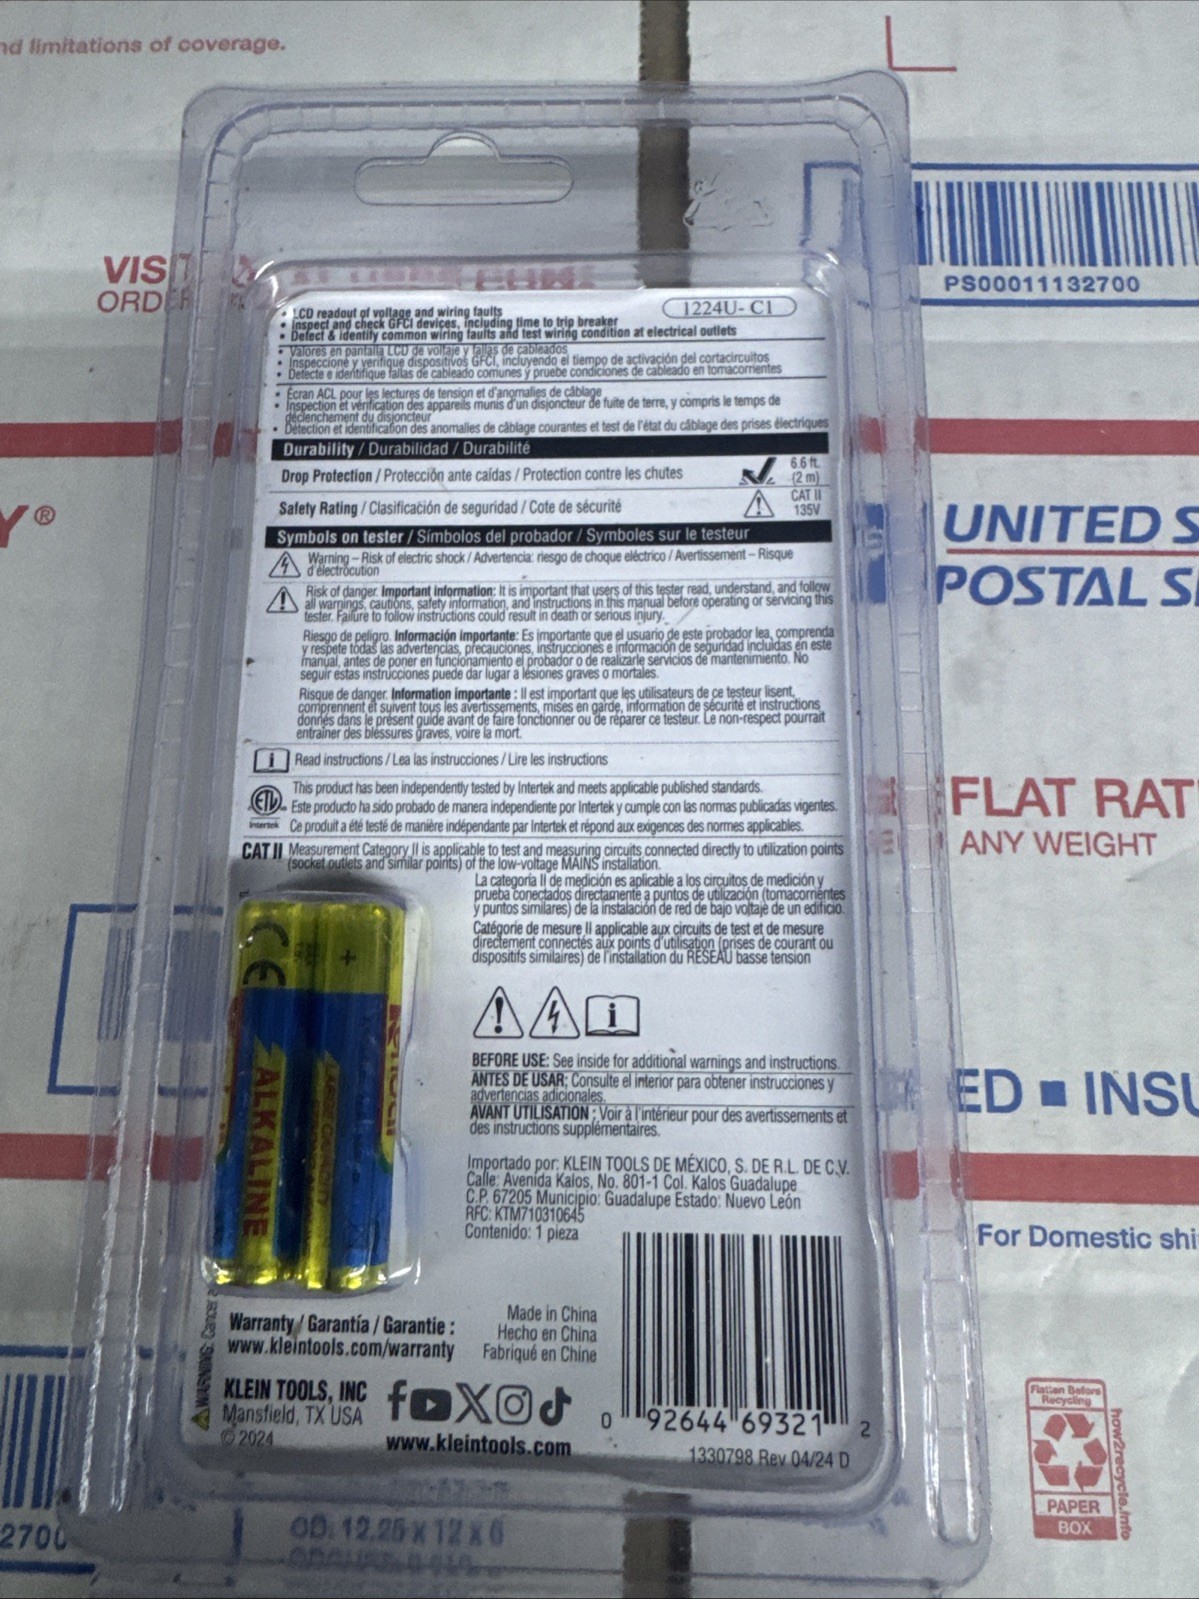 nd limitations of coverage.
PS00011132700
VIS
ORDER
1224U- C1
• LCD readout of voltage and wiring faults
• Inspect and check GFCI devices, including time to trip breaker
• Detect & identify common wiring faults and test wiring condition at electrical outlets
• Valores en pantalla LCD de voltaje y fallas de cableados
• Inspeccione y verifique dispositivos GFCI, incluyendo el tiempo de activación del cortacircuitos
• Detecte e identifique fallas de cableado comunes y pruebe condiciones de cableado en tomacorrientes
• Écran ACL pour les lectures de tension et d'anomalies de câblage
• Inspection et vérification des appareils munis d'un disjoncteur de fuite de terre, y compris le temps de
déclenchement du disjoncteur
• Détection et identification des anomalies de câblage courantes et test de l'état du câblage des prises électriques
Durability / Durabilidad / Durabilité
Drop Protection / Protección ante caídas / Protection contre les chutes
6.6 ft.
(2 m)
Safety Rating / Clasificación de seguridad / Cote de sécurité
CAT II
135V
Symbols on tester / Símbolos del probador / Symboles sur le testeur
Warning – Risk of electric shock / Advertencia: riesgo de choque eléctrico / Avertissement – Risque
d'électrocution
Risk of danger. Important information: It is important that users of this tester read, understand, and follow
all warnings, cautions, safety information, and instructions in this manual before operating or servicing this
tester. Failure to follow instructions could result in death or serious injury.
Riesgo de peligro. Información importante: Es importante que el usuario de este probador lea, comprenda
y respete todas las advertencias, precauciones, instrucciones e información de seguridad incluidas en este
manual, antes de poner en funcionamiento el probador o de realizarle servicios de mantenimiento. No
seguir estas instrucciones puede dar lugar a lesiones graves o mortales.
Risque de danger. Information importante : Il est important que les utilisateurs de ce testeur lisent,
comprennent et suivent tous les avertissements, mises en garde, information de sécurité et instructions
donnés dans le présent guide avant de faire fonctionner ou de réparer ce testeur. Le non-respect pourrait
entraîner des blessures graves, voire la mort.
i Read instructions / Lea las instrucciones / Lire les instructions
ETL
Intertek
This product has been independently tested by Intertek and meets applicable published standards.
Este producto ha sido probado de manera independiente por Intertek y cumple con las normas publicadas vigentes.
Ce produit a été testé de manière indépendante par Intertek et répond aux exigences des normes applicables.
CAT II Measurement Category II is applicable to test and measuring circuits connected directly to utilization points
(socket outlets and similar points) of the low-voltage MAINS installation.
La categoría II de medición es aplicable a los circuitos de medición y
prueba conectados directamente a puntos de utilización (tomacorrientes
y puntos similares) de la instalación de red de bajo voltaje de un edificio.
Catégorie de mesure II applicable aux circuits de test et de mesure
directement connectés aux points d'utilisation (prises de courant ou
dispositifs similaires) de l'installation du RÉSEAU basse tension
CE
+
ALKALINE
i
BEFORE USE: See inside for additional warnings and instructions.
ANTES DE USAR: Consulte el interior para obtener instrucciones y
advertencias adicionales.
AVANT UTILISATION : Voir à l'intérieur pour des avertissements et
des instructions supplémentaires.
Importado por: KLEIN TOOLS DE MÉXICO, S. DE R.L. DE C.V.
Calle: Avenida Kalos, No. 801-1 Col. Kalos Guadalupe
C.P. 67205 Municipio: Guadalupe Estado: Nuevo León
RFC: KTM710310645
Contenido: 1 pieza
WARNING: Cancer
Warranty / Garantía / Garantie :
www.kleintools.com/warranty
Made in China
Hecho en China
Fabriqué en Chine
KLEIN TOOLS, INC
Mansfield, TX USA
© 2024
www.kleintools.com
0 92644 69321 2
1330798 Rev 04/24 D
Y®
UNITED S
POSTAL S
FLAT RAT
ANY WEIGHT
ED ■ INSU
For Domestic shi
Flatten Before
Recycling
PAPER
BOX
how2recycle.info
2700
OD: 12.25 x 12 x 6